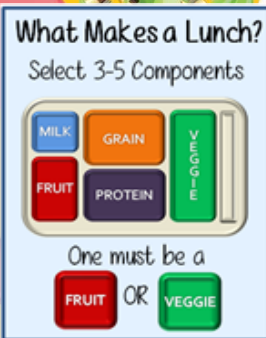 What Makes a Lunch?
Select 3-5 Components
MILK
GRAIN
VEGGIE
FRUIT
PROTEIN
One must be a
FRUIT OR VEGGIE